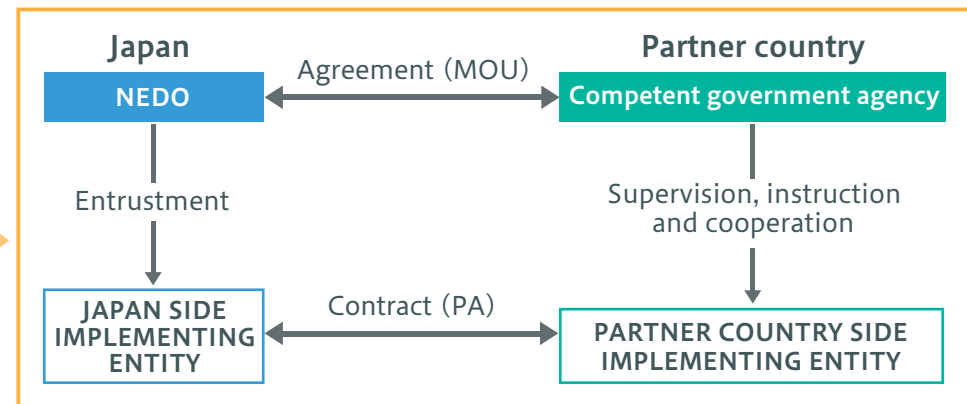 Japan
Partner country
NEDO
Agreement (MOU)
Competent government agency
Entrustment
Supervision, instruction
and cooperation
JAPAN SIDE
IMPLEMENTING
ENTITY
Contract (PA)
PARTNER COUNTRY SIDE
IMPLEMENTING ENTITY